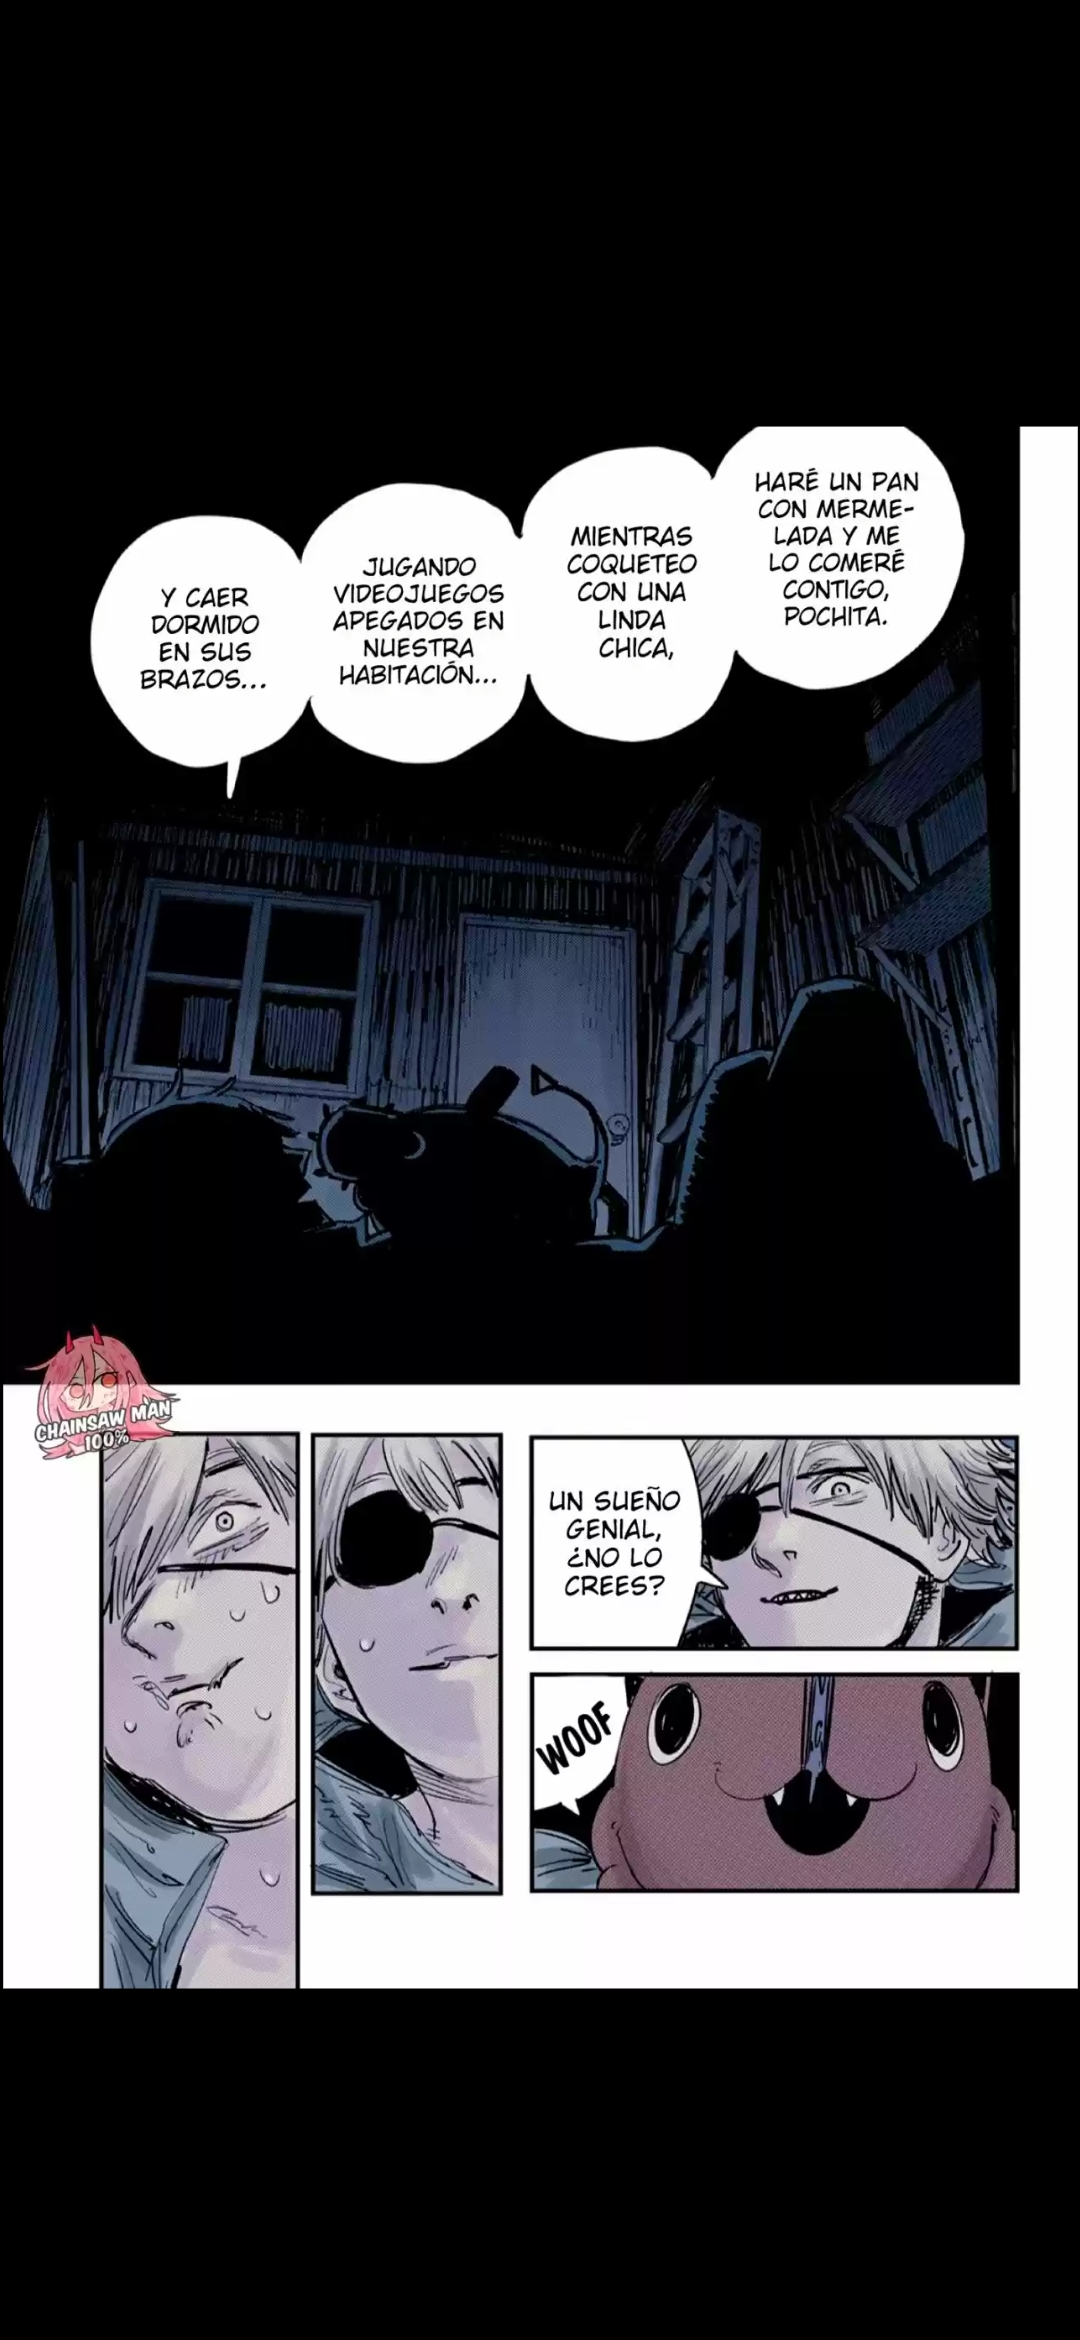 HARÉ UN PAN
CON MERME-
LADA Y ME
LO COMERÉ
CONTIGO,
POCHITA.
MIENTRAS
COQUETEO
CON UNA
LINDA
CHICA,
JUGANDO
VIDEOJUEGOS
APEGADOS EN
NUESTRA
HABITACIÓN...
Y CAER
DORMIDO
EN SUS
BRAZOS...
CHAINSAW MAN
100%
UN SUEÑO
GENIAL,
¿NO LO
CREES?
WOOF